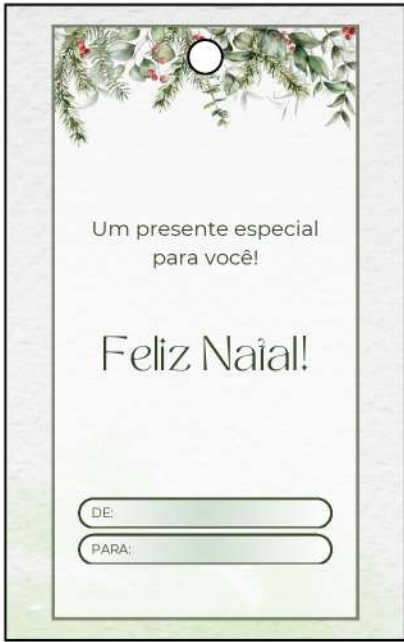 Um presente especial
para você!
Feliz Natal!
DE:
PARA: